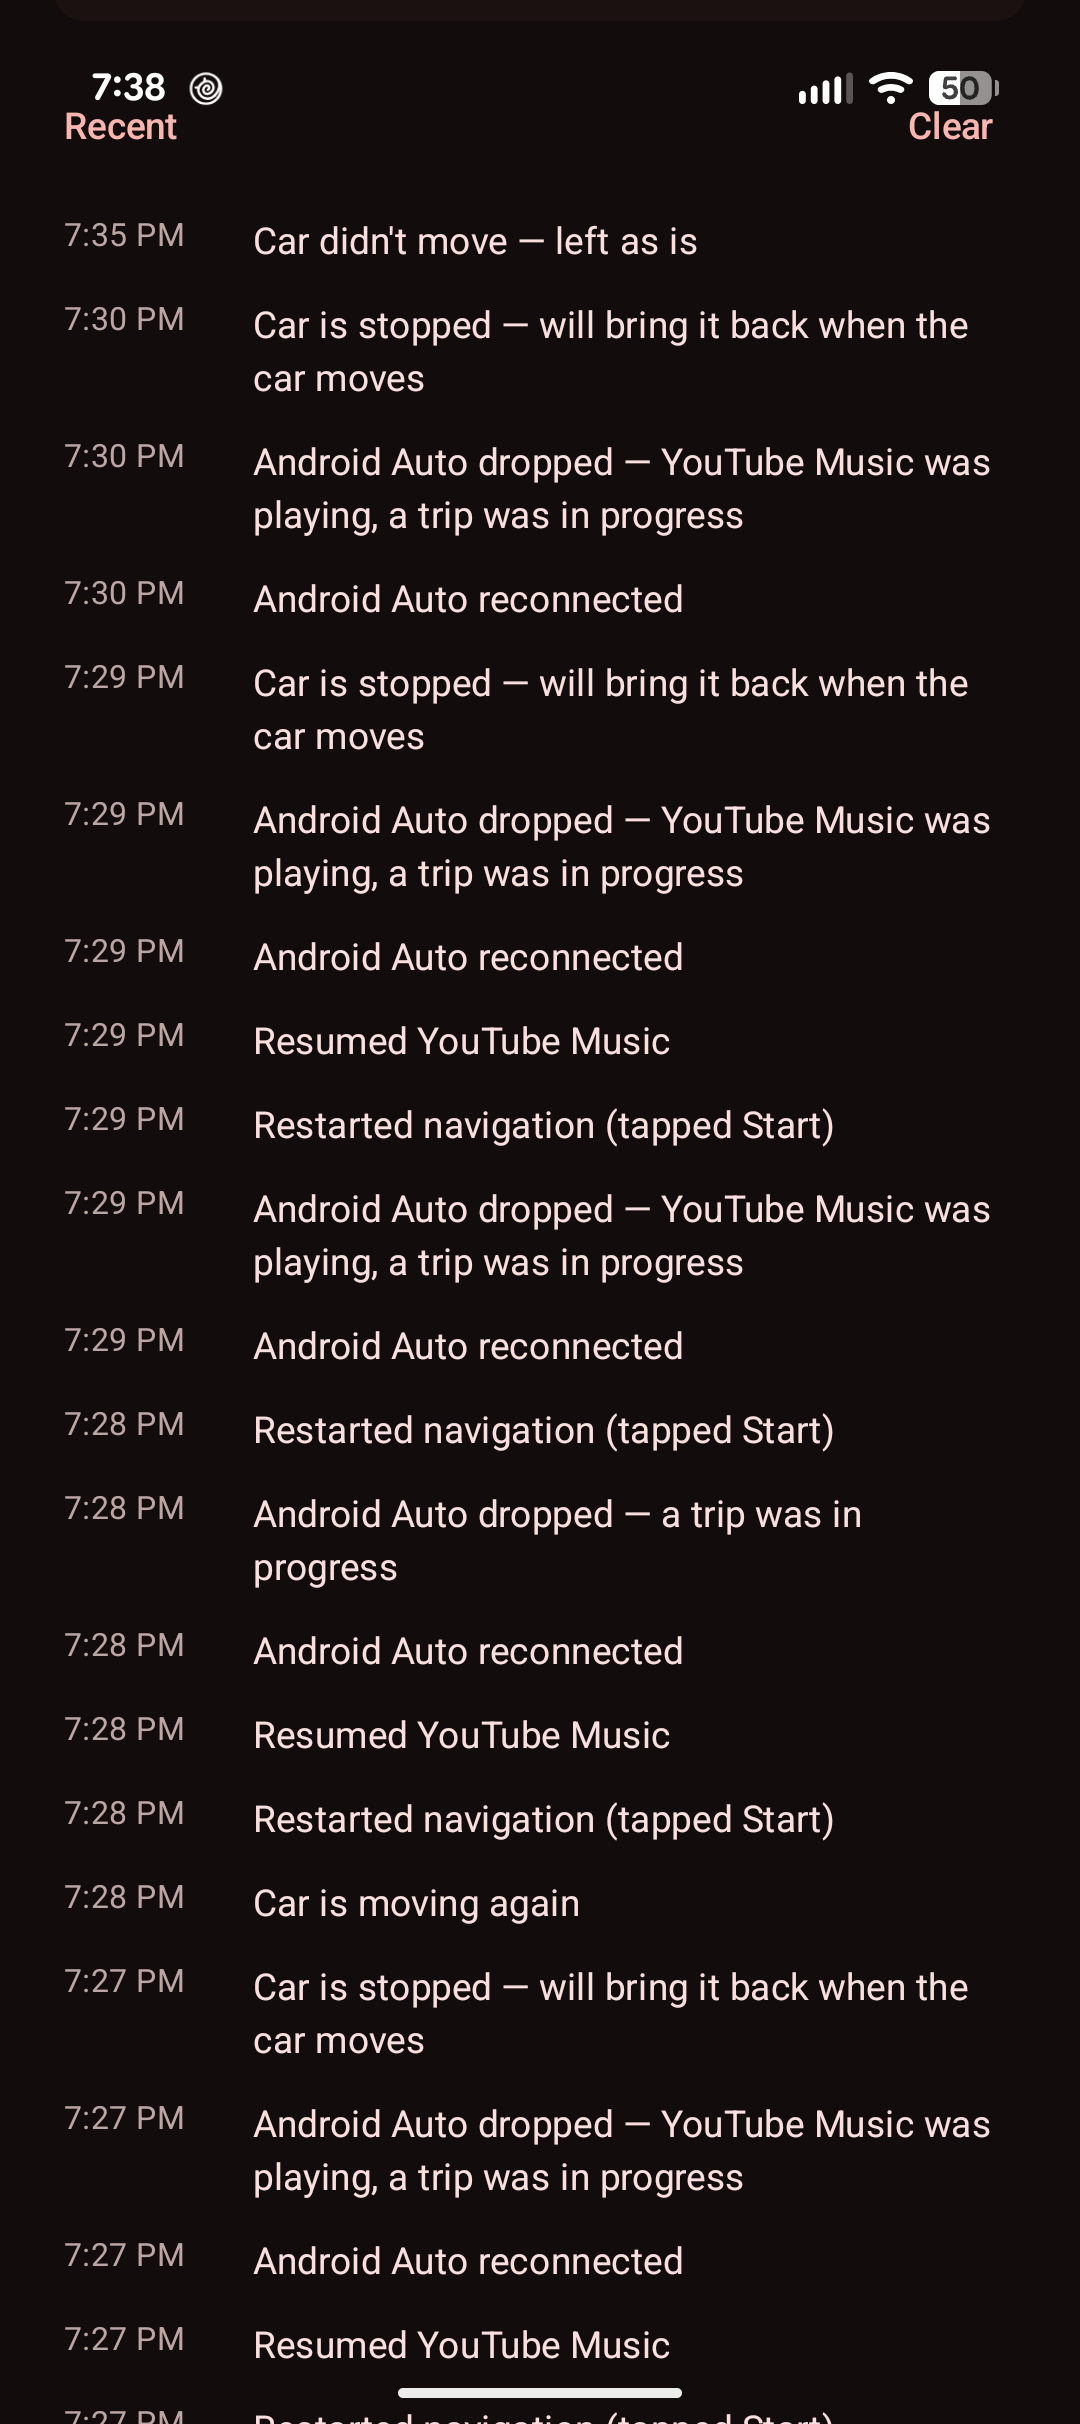 7:38
50
Recent
Clear
7:35 PM
Car didn't move — left as is
7:30 PM
Car is stopped — will bring it back when the
car moves
7:30 PM
Android Auto dropped — YouTube Music was
playing, a trip was in progress
7:30 PM
Android Auto reconnected
7:29 PM
Car is stopped — will bring it back when the
car moves
7:29 PM
Android Auto dropped — YouTube Music was
playing, a trip was in progress
7:29 PM
Android Auto reconnected
7:29 PM
Resumed YouTube Music
7:29 PM
Restarted navigation (tapped Start)
7:29 PM
Android Auto dropped — YouTube Music was
playing, a trip was in progress
7:29 PM
Android Auto reconnected
7:28 PM
Restarted navigation (tapped Start)
7:28 PM
Android Auto dropped — a trip was in
progress
7:28 PM
Android Auto reconnected
7:28 PM
Resumed YouTube Music
7:28 PM
Restarted navigation (tapped Start)
7:28 PM
Car is moving again
7:27 PM
Car is stopped — will bring it back when the
car moves
7:27 PM
Android Auto dropped — YouTube Music was
playing, a trip was in progress
7:27 PM
Android Auto reconnected
7:27 PM
Resumed YouTube Music
7:27 PM
Restarted navigation (tapped Start)